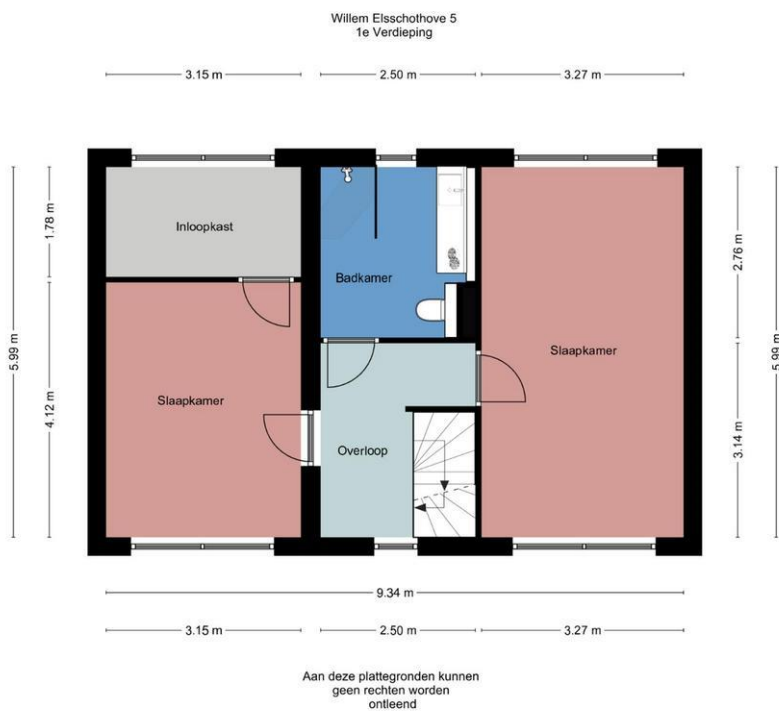 Willem Elsschothove 5
1e Verdieping
3.15 m
2.50 m
3.27 m
5.99 m
1.78 m
4.12 m
Inloopkast
Badkamer
Slaapkamer
Slaapkamer
Overloop
2.76 m
3.14 m
5.99 m
9.34 m
3.15 m
2.50 m
3.27 m
Aan deze plattegronden kunnen
geen rechten worden
ontleend